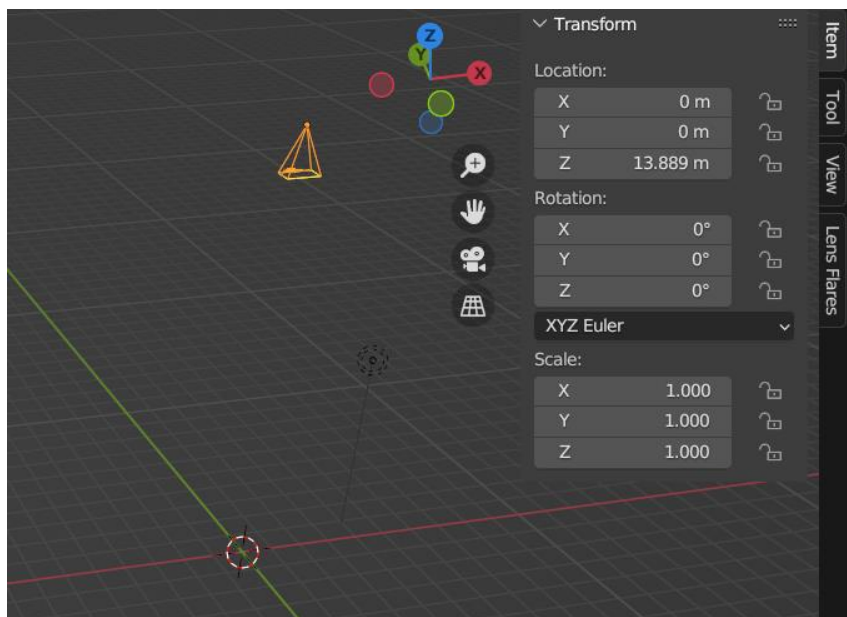 Transform
Location:
X 0 m
Y 0 m
Z 13.889 m
Rotation:
X 0°
Y 0°
Z 0°
XYZ Euler
Scale:
X 1.000
Y 1.000
Z 1.000
Item
Tool
View
Lens Flares
Z
Y
X